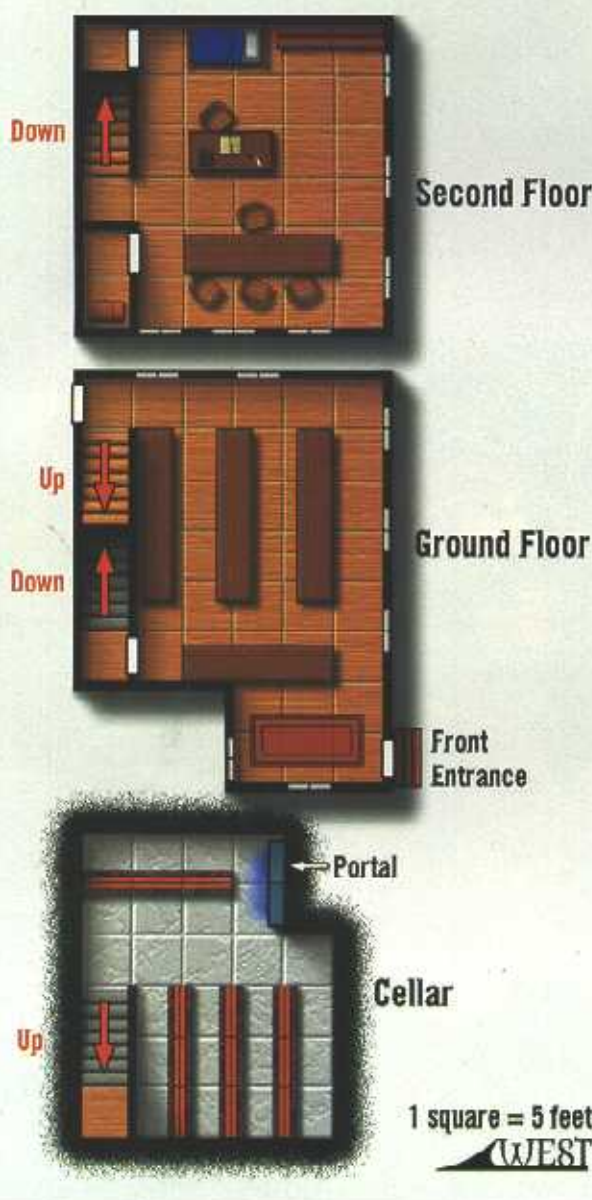 Down
Second Floor
Up
Ground Floor
Down
Front
Entrance
Portal
Cellar
Up
1 square = 5 feet
WEST